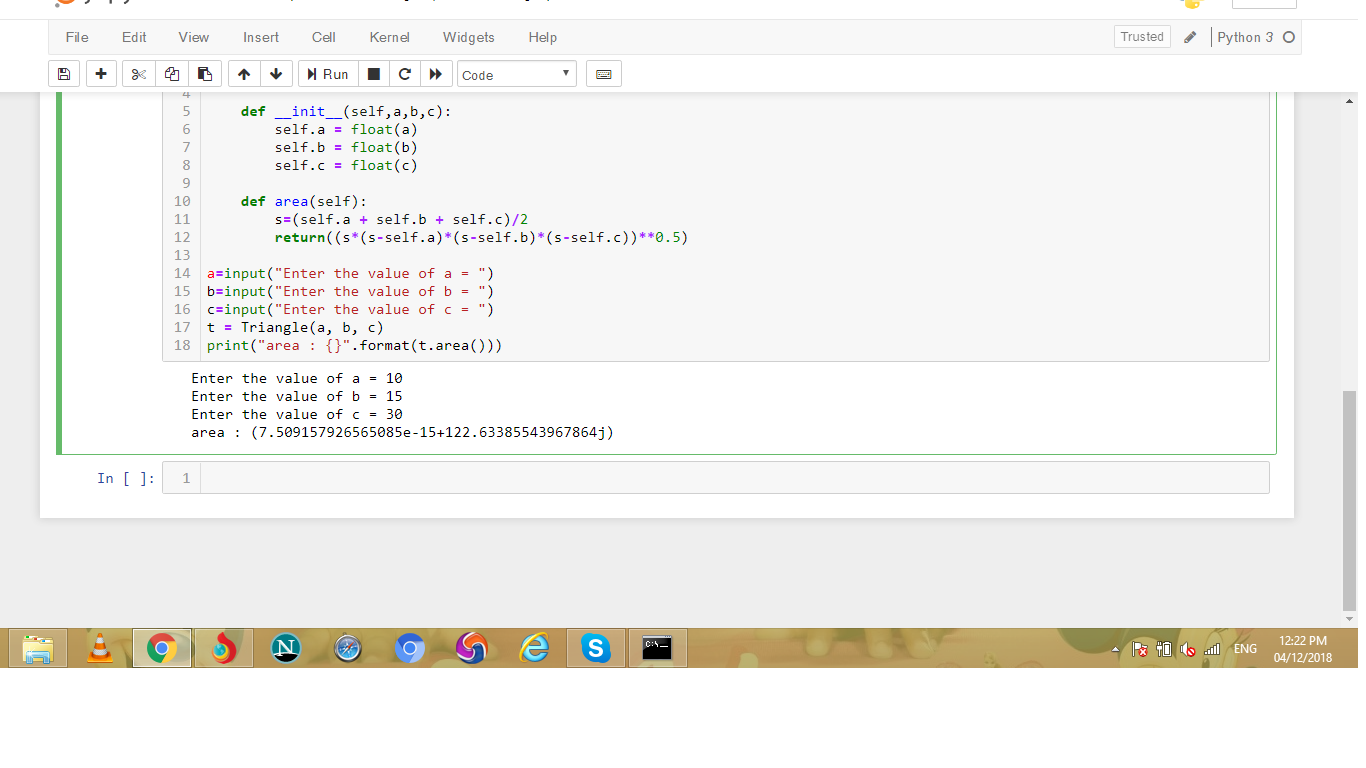 File Edit View Insert Cell Kernel Widgets Help Trusted Python 3
Run Code
4
5 def __init__(self,a,b,c):
6 self.a = float(a)
7 self.b = float(b)
8 self.c = float(c)
9
10 def area(self):
11 s=(self.a + self.b + self.c)/2
12 return((s*(s-self.a)*(s-self.b)*(s-self.c))**0.5)
13
14 a=input("Enter the value of a = ")
15 b=input("Enter the value of b = ")
16 c=input("Enter the value of c = ")
17 t = Triangle(a, b, c)
18 print("area : {}".format(t.area()))
Enter the value of a = 10
Enter the value of b = 15
Enter the value of c = 30
area : (7.509157926565085e-15+122.63385543967864j)
In [ ]: 1
N S C:\_ ENG 12:22 PM
04/12/2018